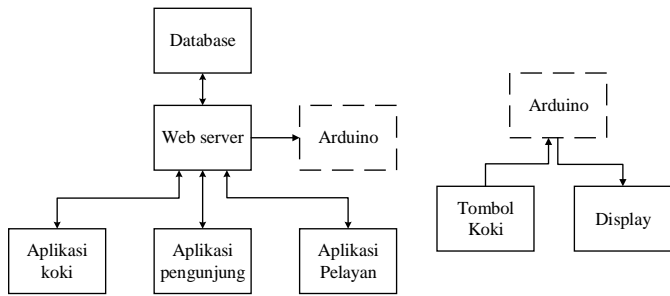 Database
Web server
Arduino
Aplikasi
koki
Aplikasi
pengunjung
Aplikasi
Pelayan
Arduino
Tombol
Koki
Display